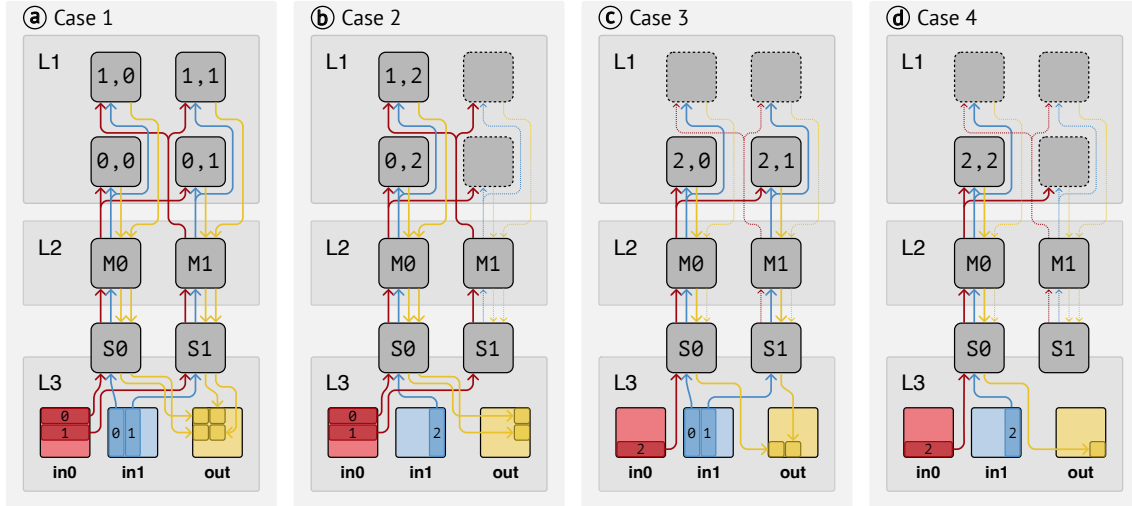 a Case 1
L1
1,0 1,1
0,0 0,1
L2
M0 M1
S0 S1
L3
0
1
0 1
in0 in1 out
b Case 2
L1
1,2
0,2
L2
M0 M1
S0 S1
L3
0
1
2
in0 in1 out
c Case 3
L1
2,0 2,1
L2
M0 M1
S0 S1
L3
0 1
2
in0 in1 out
d Case 4
L1
2,2
L2
M0 M1
S0 S1
L3
2
2
in0 in1 out